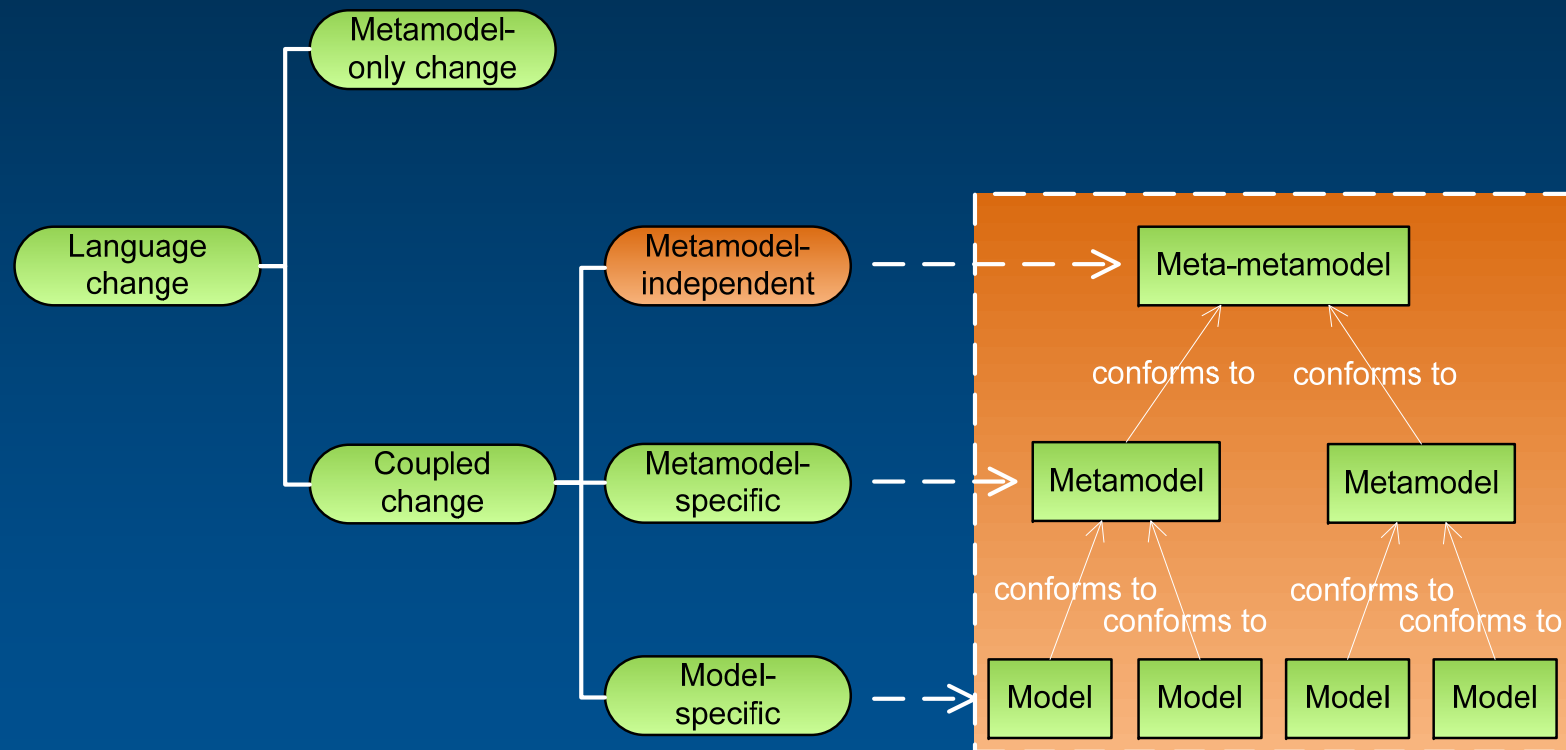 Metamodel-
only change
Language
change
Metamodel-
independent
Meta-metamodel
conforms to
conforms to
Coupled
change
Metamodel-
specific
Metamodel
Metamodel
conforms to
conforms to
conforms to
conforms to
Model-
specific
Model
Model
Model
Model